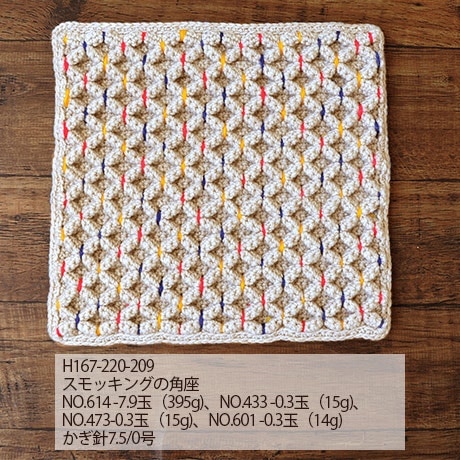 H167-220-209
スモッキングの角座
NO.614 -7.9玉（395g)、NO.433 -0.3玉（15g)、
NO.473-0.3玉（15g)、NO.601 -0.3玉（14g）
かぎ針7.5/0号